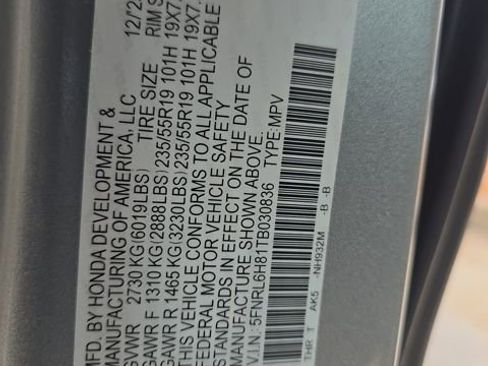 MFD. BY HONDA DEVELOPMENT & 12/2
MANUFACTURING OF AMERICA, LLC
GVWR 2730 KG (6019LBS) TIRE SIZE RIM S
GAWR F 1310 KG (2888LBS) 235/55R19 101H 19X7.
GAWR R 1465 KG (3230LBS) 235/55R19 101H 19X7.
THIS VEHICLE CONFORMS TO ALL APPLICABLE
FEDERAL MOTOR VEHICLE SAFETY
STANDARDS IN EFFECT ON THE DATE OF
MANUFACTURE SHOWN ABOVE.
V.I.N.: 5FNRL6H81TB030836 TYPE:MPV
THR T AK5 -NH932M -B -B